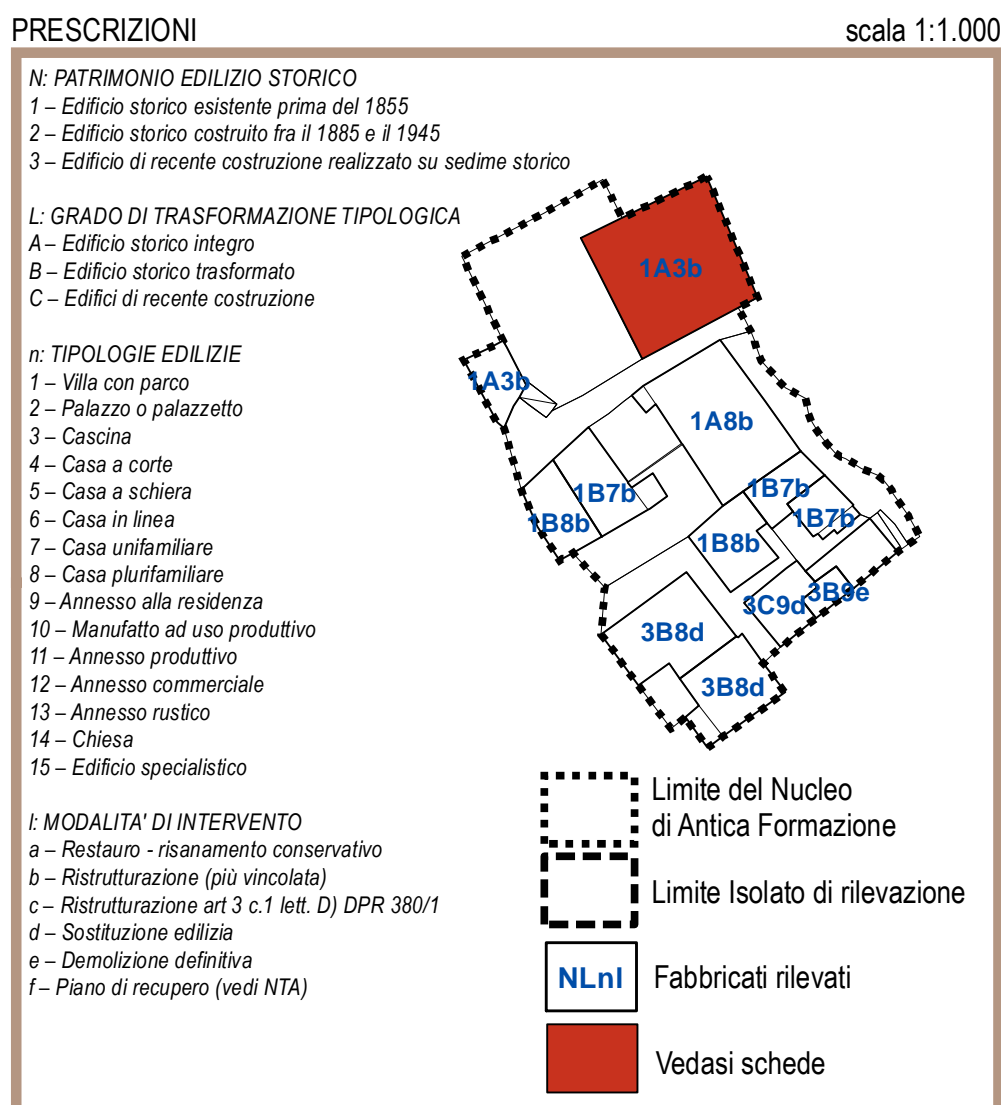 PRESCRIZIONI
scala 1:1.000
N: PATRIMONIO EDILIZIO STORICO
1 – Edificio storico esistente prima del 1855
2 – Edificio storico costruito fra il 1885 e il 1945
3 – Edificio di recente costruzione realizzato su sedime storico
L: GRADO DI TRASFORMAZIONE TIPOLOGICA
A – Edificio storico integro
B – Edificio storico trasformato
C – Edifici di recente costruzione
n: TIPOLOGIE EDILIZIE
1 – Villa con parco
2 – Palazzo o palazzetto
3 – Cascina
4 – Casa a corte
5 – Casa a schiera
6 – Casa in linea
7 – Casa unifamiliare
8 – Casa plurifamiliare
9 – Annesso alla residenza
10 – Manufatto ad uso produttivo
11 – Annesso produttivo
12 – Annesso commerciale
13 – Annesso rustico
14 – Chiesa
15 – Edificio specialistico
l: MODALITA' DI INTERVENTO
a – Restauro - risanamento conservativo
b – Ristrutturazione (più vincolata)
c – Ristrutturazione art 3 c.1 lett. D) DPR 380/1
d – Sostituzione edilizia
e – Demolizione definitiva
f – Piano di recupero (vedi NTA)
1A3b
1A3b
1A8b
1B7b
1B7b
1B8b
1B7b
1B8b
3B9e
3C9d
3B8d
3B8d
Limite del Nucleo
di Antica Formazione
Limite Isolato di rilevazione
NLnl
Fabbricati rilevati
Vedasi schede